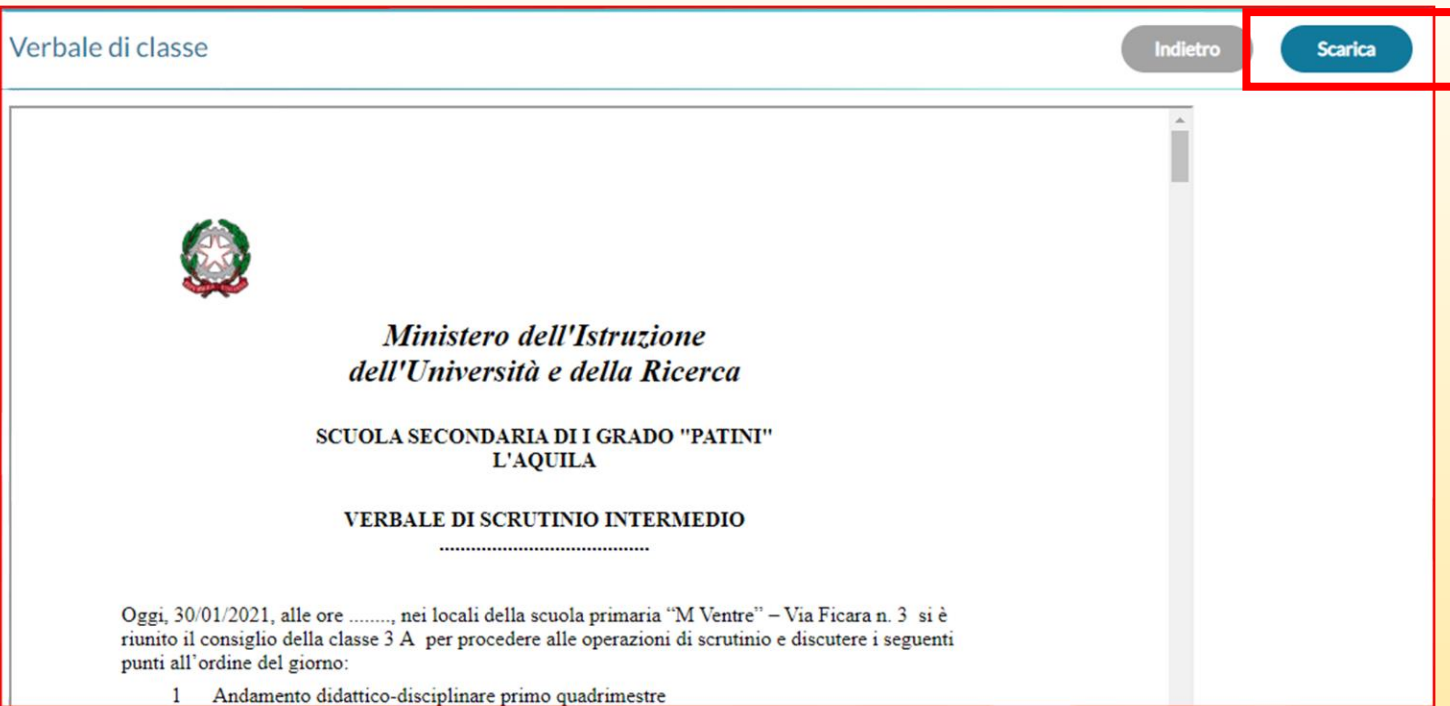 Verbale di classe
Indietro
Scarica
Ministero dell'Istruzione
dell'Università e della Ricerca
SCUOLA SECONDARIA DI I GRADO "PATINI"
L'AQUILA
VERBALE DI SCRUTINIO INTERMEDIO
........................................
Oggi, 30/01/2021, alle ore ........, nei locali della scuola primaria “M Ventre” – Via Ficara n. 3 si è
riunito il consiglio della classe 3 A per procedere alle operazioni di scrutinio e discutere i seguenti
punti all’ordine del giorno:
1 Andamento didattico-disciplinare primo quadrimestre